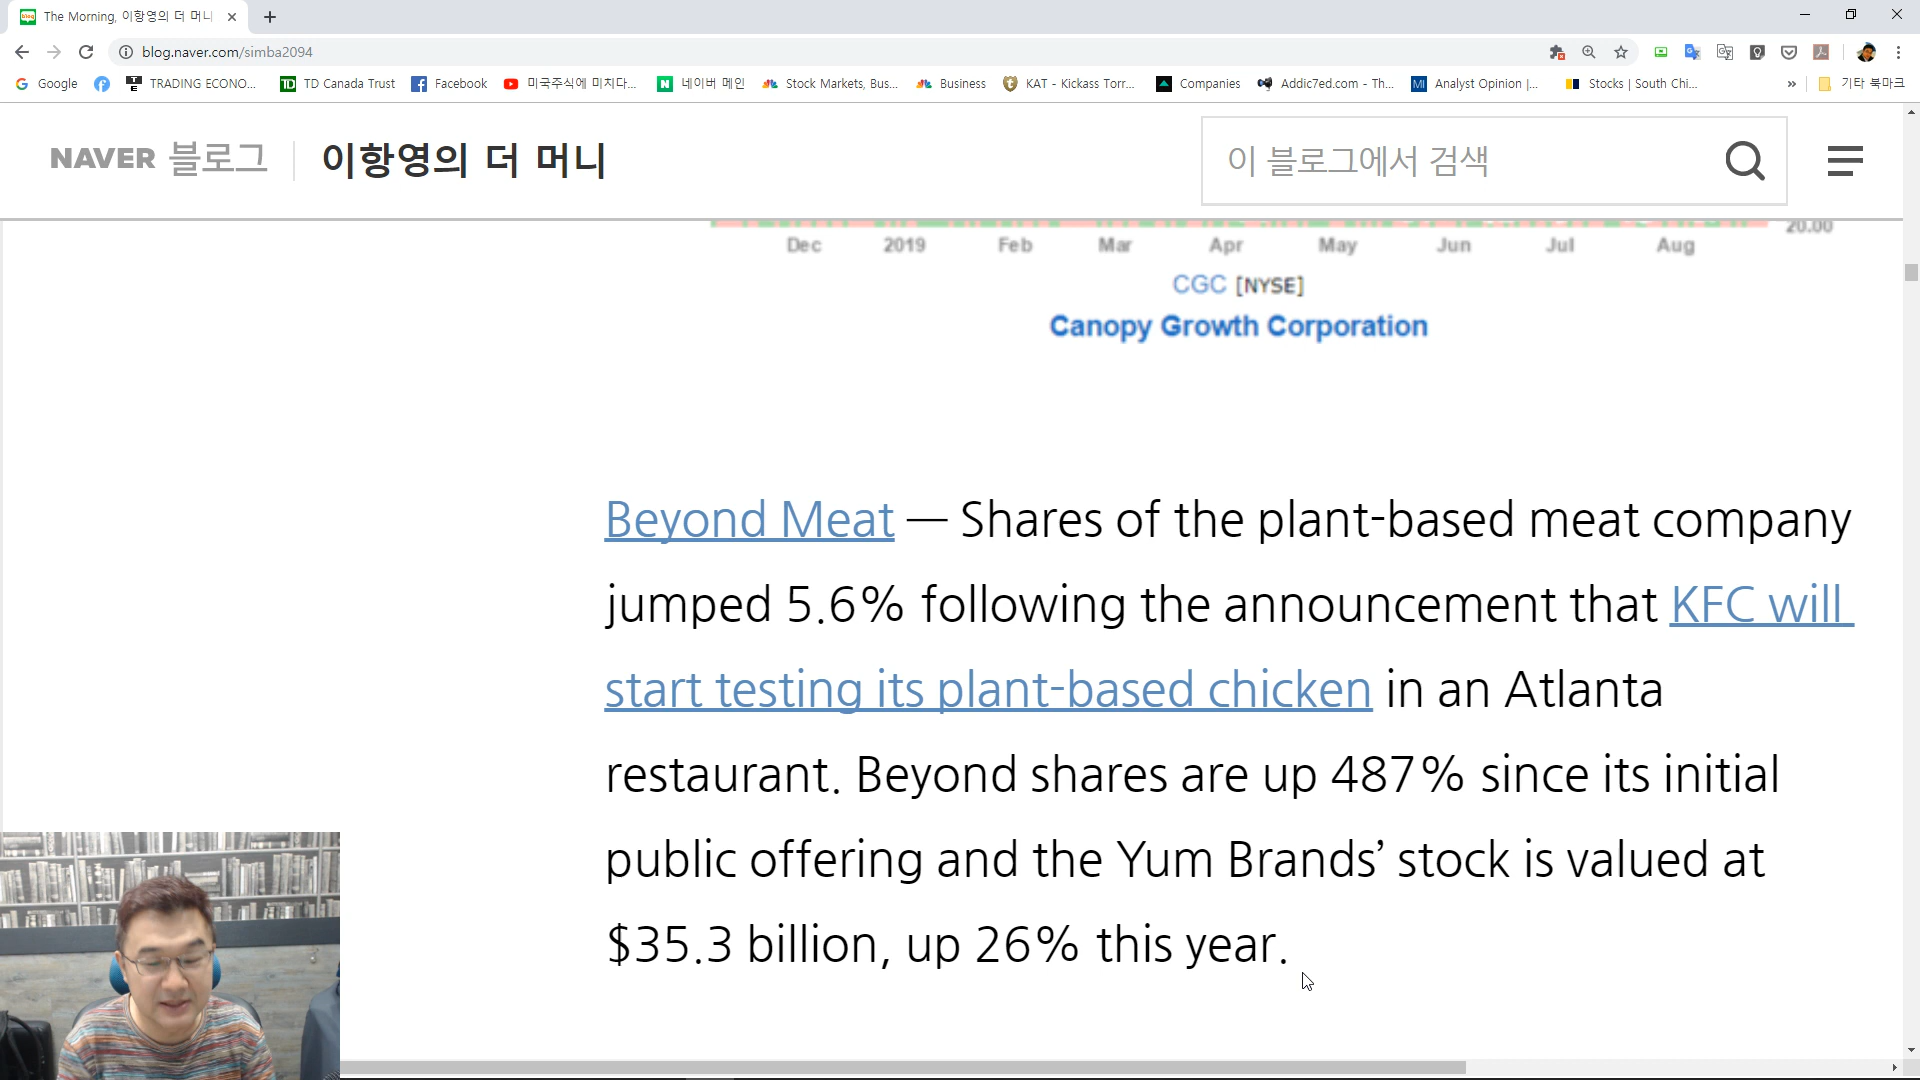 The Morning, 이항영의 더 머니
blog.naver.com/simba2094
Google
TRADING ECONO...
TD Canada Trust
Facebook
미국주식에 미치다...
네이버 메인
Stock Markets, Bus...
Business
KAT - Kickass Torr...
Companies
Addic7ed.com - Th...
Analyst Opinion |...
Stocks | South Chi...
»
기타 북마크
NAVER 블로그
이항영의 더 머니
이 블로그에서 검색
20.00
Dec 2019 Feb Mar Apr May Jun Jul Aug
CGC [NYSE]
Canopy Growth Corporation
Beyond Meat — Shares of the plant-based meat company
jumped 5.6% following the announcement that KFC will
start testing its plant-based chicken in an Atlanta
restaurant. Beyond shares are up 487% since its initial
public offering and the Yum Brands’ stock is valued at
$35.3 billion, up 26% this year.